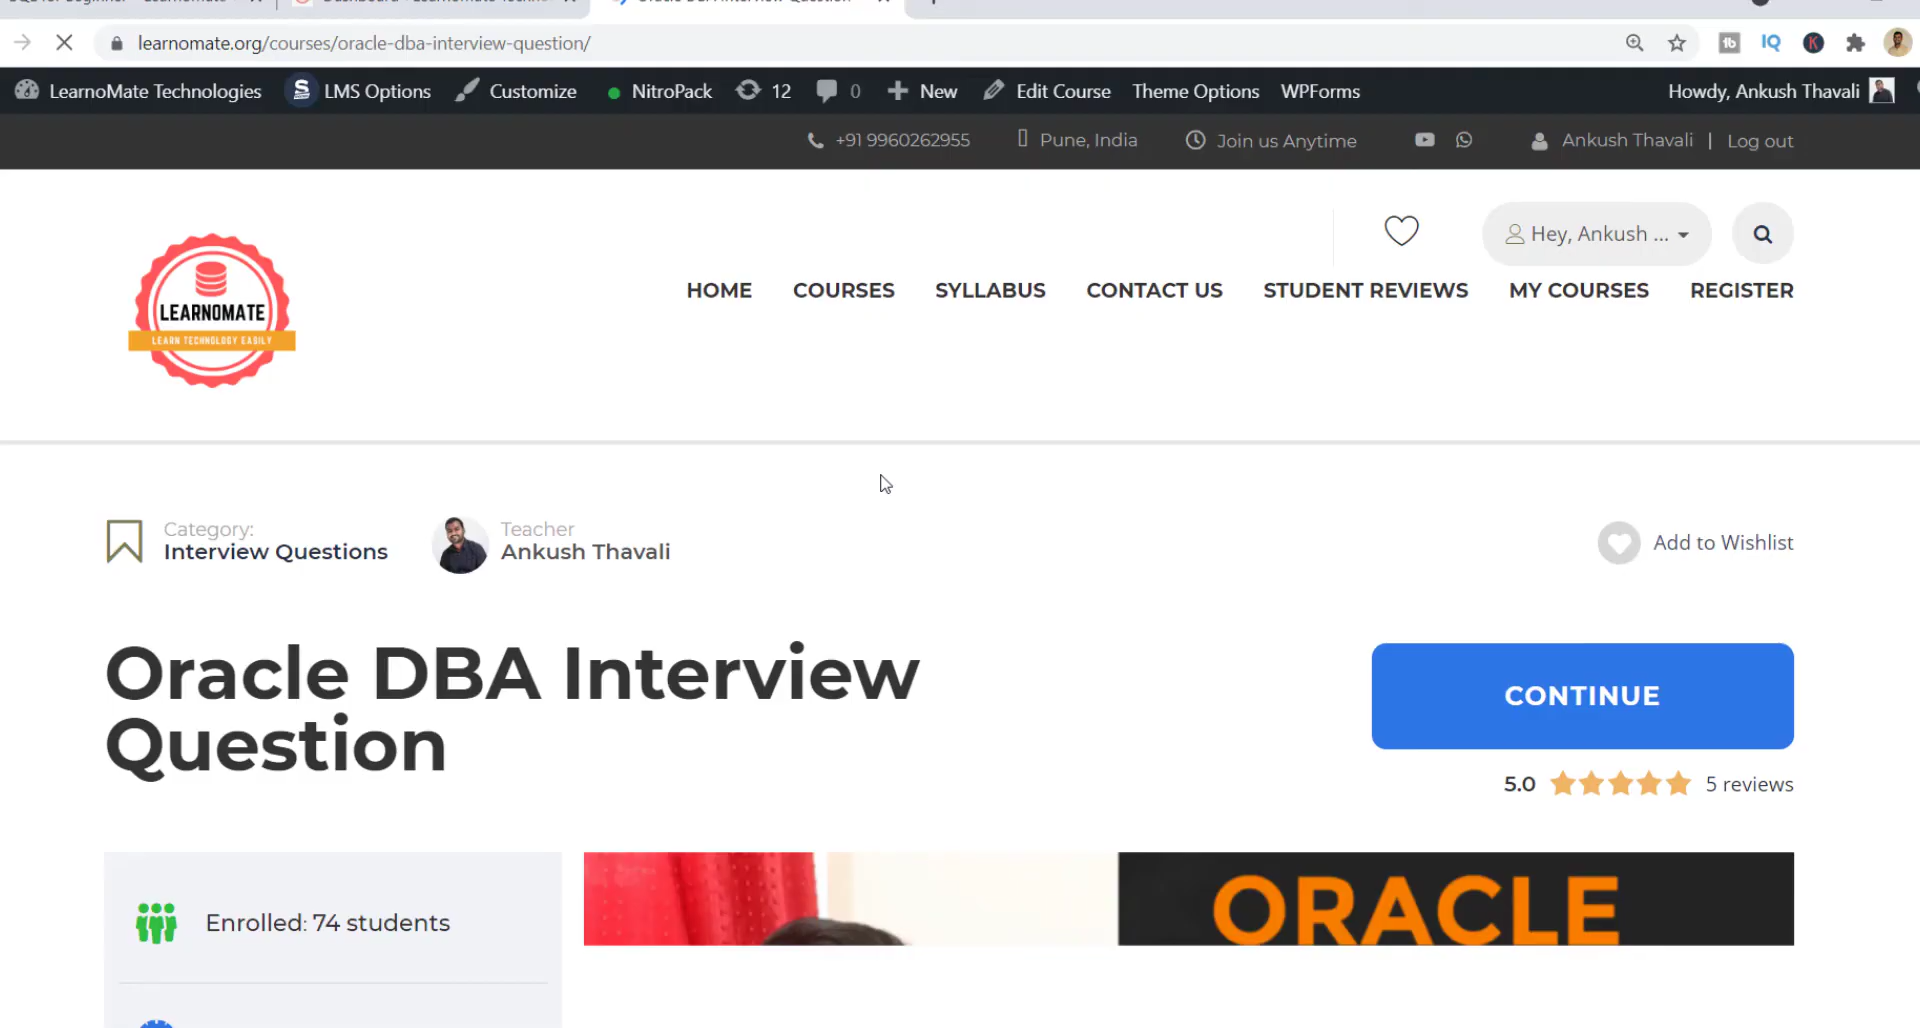 learnomate.org/courses/oracle-dba-interview-question/
LearnoMate Technologies LMS Options Customize NitroPack 12 0 New Edit Course Theme Options WPForms Howdy, Ankush Thavali
+91 9960262955 Pune, India Join us Anytime Ankush Thavali | Log out
Hey, Ankush ...
LEARNOMATE
LEARN TECHNOLOGY EASILY
HOME COURSES SYLLABUS CONTACT US STUDENT REVIEWS MY COURSES REGISTER
Category:
Interview Questions
Teacher
Ankush Thavali
Add to Wishlist
Oracle DBA Interview
Question
CONTINUE
5.0 5 reviews
Enrolled: 74 students
ORACLE